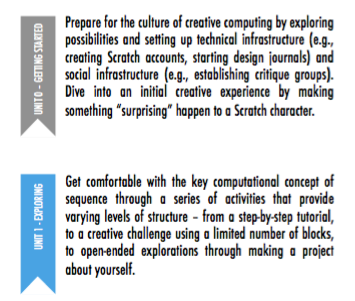 UNIT 0 – GETTING STARTED
Prepare for the culture of creative computing by exploring
possibilities and setting up technical infrastructure (e.g.,
creating Scratch accounts, starting design journals) and
social infrastructure (e.g., establishing critique groups).
Dive into an initial creative experience by making
something “surprising” happen to a Scratch character.
UNIT 1 - EXPLORING
Get comfortable with the key computational concept of
sequence through a series of activities that provide
varying levels of structure – from a step-by-step tutorial,
to a creative challenge using a limited number of blocks,
to open-ended explorations through making a project
about yourself.